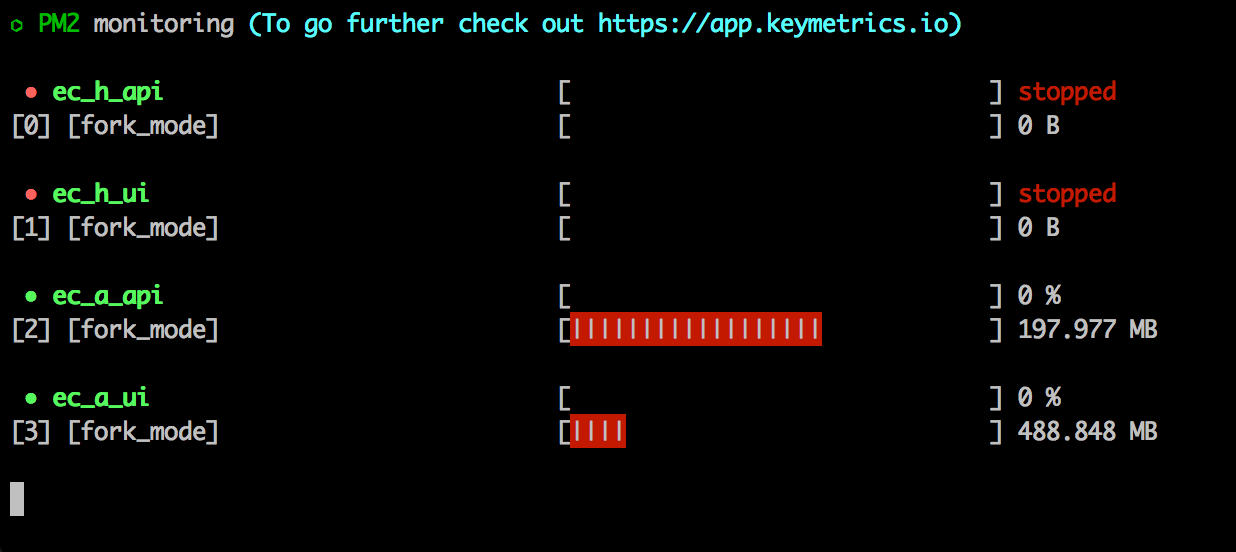 PM2 monitoring (To go further check out https://app.keymetrics.io)
● ec_h_api [ ] stopped
[0] [fork_mode] [ ] 0 B
● ec_h_ui [ ] stopped
[1] [fork_mode] [ ] 0 B
● ec_a_api [ ] 0 %
[2] [fork_mode] [|||||||||||||||||| ] 197.977 MB
● ec_a_ui [ ] 0 %
[3] [fork_mode] [|||| ] 488.848 MB